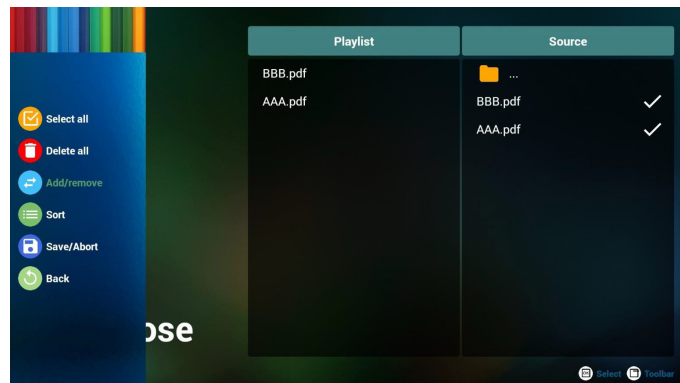 Playlist
Source
BBB.pdf
AAA.pdf
...
BBB.pdf
AAA.pdf
Select all
Delete all
Add/remove
Sort
Save/Abort
Back
ose
Select
Toolbar